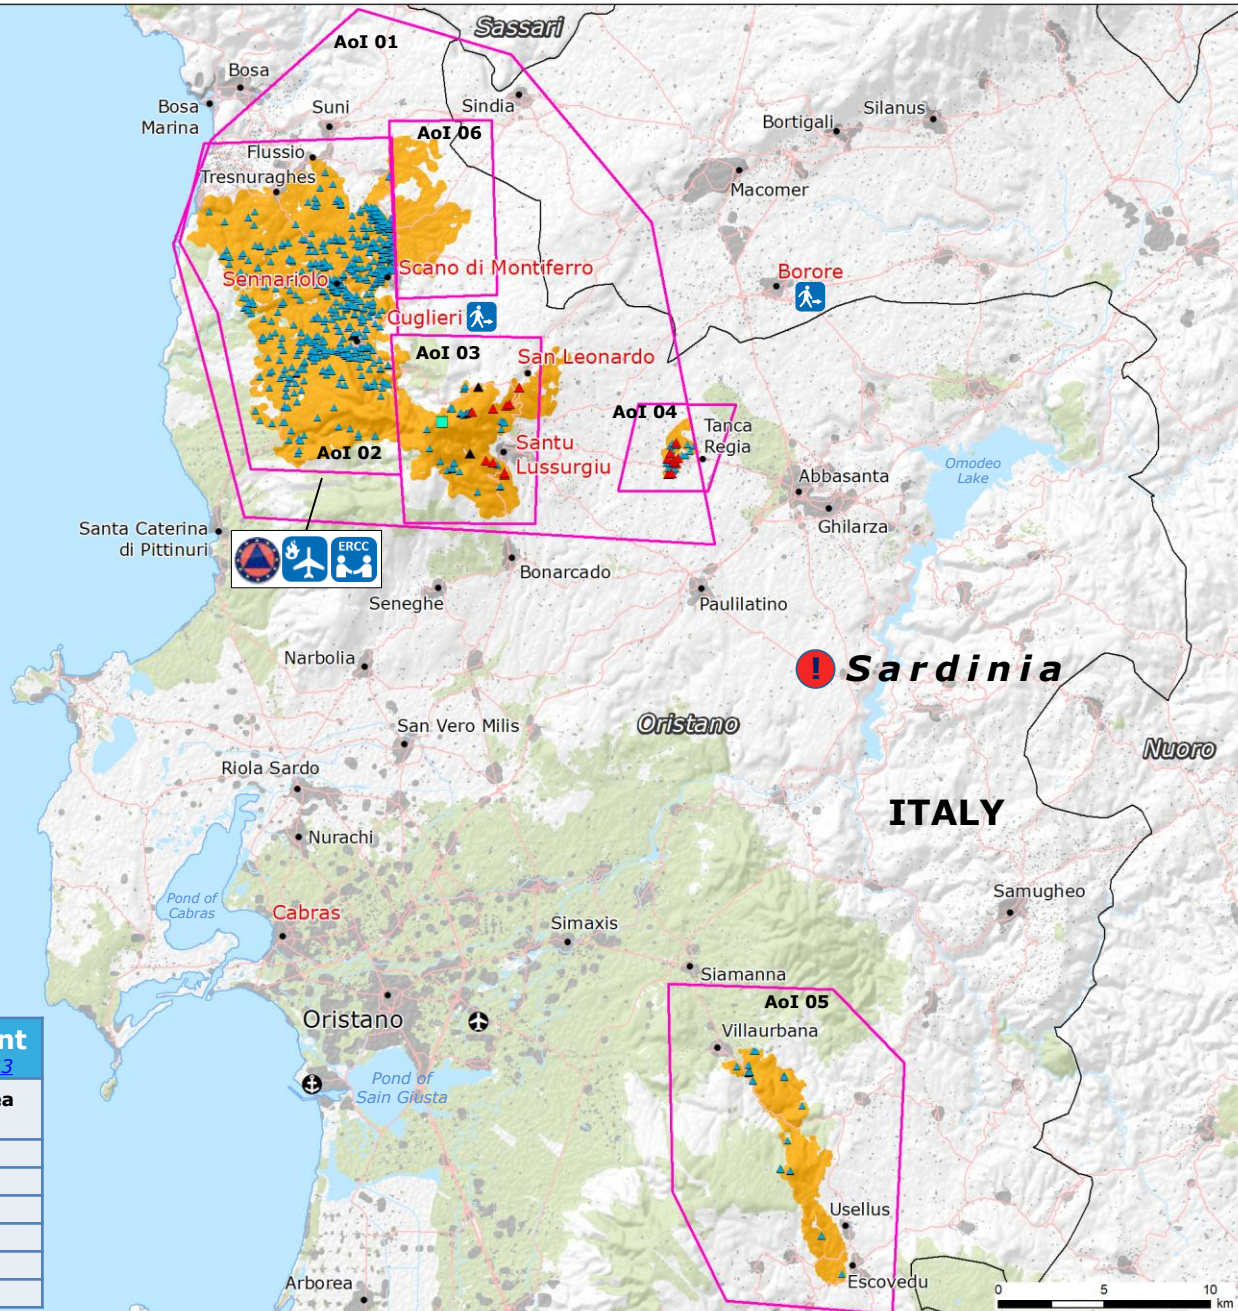 Sassari
AoI 01
Bosa
Bosa
Marina
Suni
Sindia
Silanus
Bortigali
AoI 06
Flussio
Tresnuraghes
Macomer
Scano di Montiferro
Sennariolo
Borore
Cuglieri
AoI 03
San Leonardo
AoI 04
Tanca
Regia
Santu
Lussurgiu
AoI 02
Omodeo
Lake
Abbasanta
Ghilarza
Santa Caterina
di Pittinuri
ERCC
Bonarcado
Seneghe
Paulilatino
Narbolia
! Sardinia
San Vero Milis
Oristano
Nuoro
Riola Sardo
ITALY
Nurachi
Pond of
Cabras
Cabras
Samugheo
Simaxis
Siamanna
AoI 05
Oristano
Villaurbana
nt
3
Pond of
Sain Giusta
ea
Usellus
Escovedu
Arborea
0 5 10
km